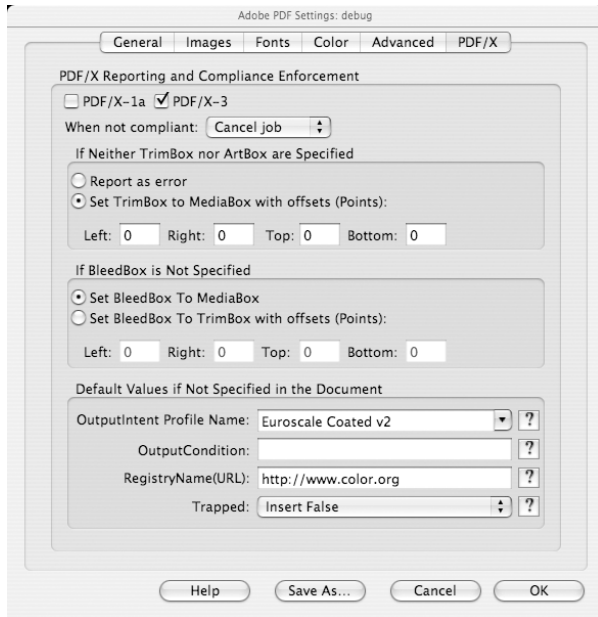 Adobe PDF Settings: debug
General Images Fonts Color Advanced PDF/X
PDF/X Reporting and Compliance Enforcement
PDF/X-1a PDF/X-3
When not compliant: Cancel job
If Neither TrimBox nor ArtBox are Specified
Report as error
Set TrimBox to MediaBox with offsets (Points):
Left: 0 Right: 0 Top: 0 Bottom: 0
If BleedBox is Not Specified
Set BleedBox To MediaBox
Set BleedBox To TrimBox with offsets (Points):
Left: 0 Right: 0 Top: 0 Bottom: 0
Default Values if Not Specified in the Document
OutputIntent Profile Name: Euroscale Coated v2 ?
OutputCondition: ?
RegistryName(URL): http://www.color.org ?
Trapped: Insert False ?
Help Save As... Cancel OK